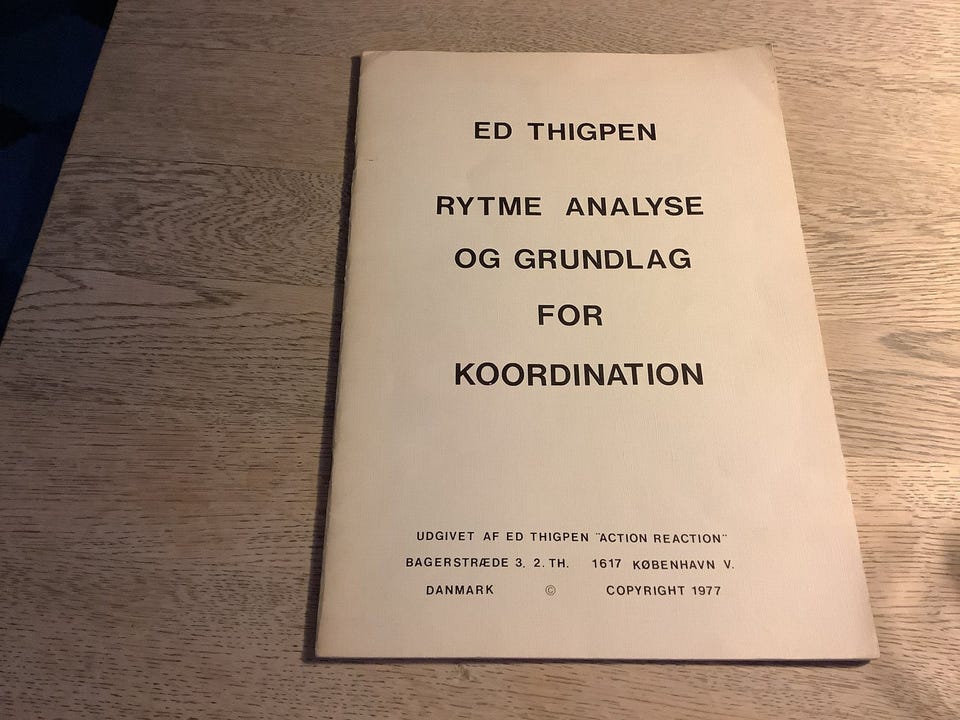 ED THIGPEN
RYTME ANALYSE
OG GRUNDLAG
FOR
KOORDINATION
UDGIVET AF ED THIGPEN "ACTION REACTION"
BAGERSTRÆDE 3, 2. TH. 1617 KØBENHAVN V.
DANMARK © COPYRIGHT 1977